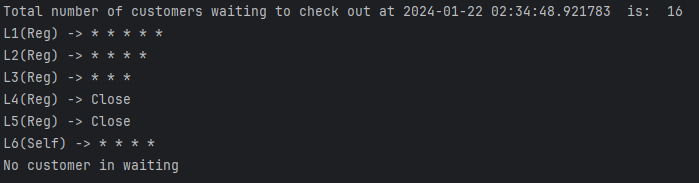 Total number of customers waiting to check out at 2024-01-22 02:34:48.921783  is:  16
L1(Reg) -> * * * * *
L2(Reg) -> * * * *
L3(Reg) -> * * *
L4(Reg) -> Close
L5(Reg) -> Close
L6(Self) -> * * * *
No customer in waiting